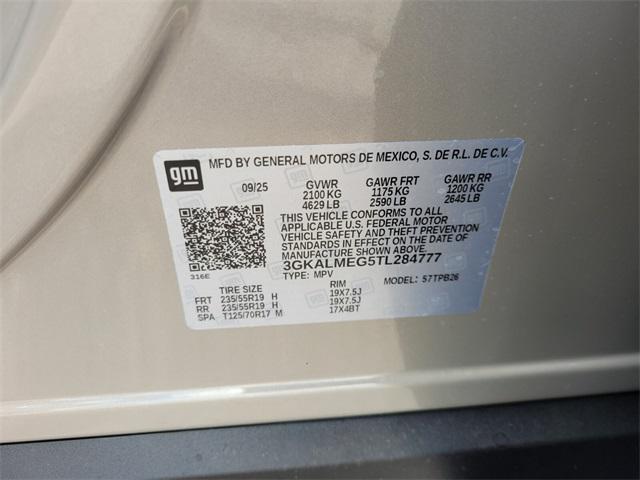 gm
MFD BY GENERAL MOTORS DE MEXICO, S. DE R.L. DE C.V.
09/25 GVWR GAWR FRT GAWR RR
2100 KG 1175 KG 1200 KG
4629 LB 2590 LB 2645 LB
THIS VEHICLE CONFORMS TO ALL
APPLICABLE U.S. FEDERAL MOTOR
VEHICLE SAFETY AND THEFT PREVENTION
STANDARDS IN EFFECT ON THE DATE OF
MANUFACTURE SHOWN ABOVE.
3GKALMEG5TL284777
316E TYPE: MPV MODEL: 57TPB26
TIRE SIZE RIM
FRT 235/55R19 H 19X7.5J
RR 235/55R19 H 19X7.5J
SPA T125/70R17 M 17X4BT